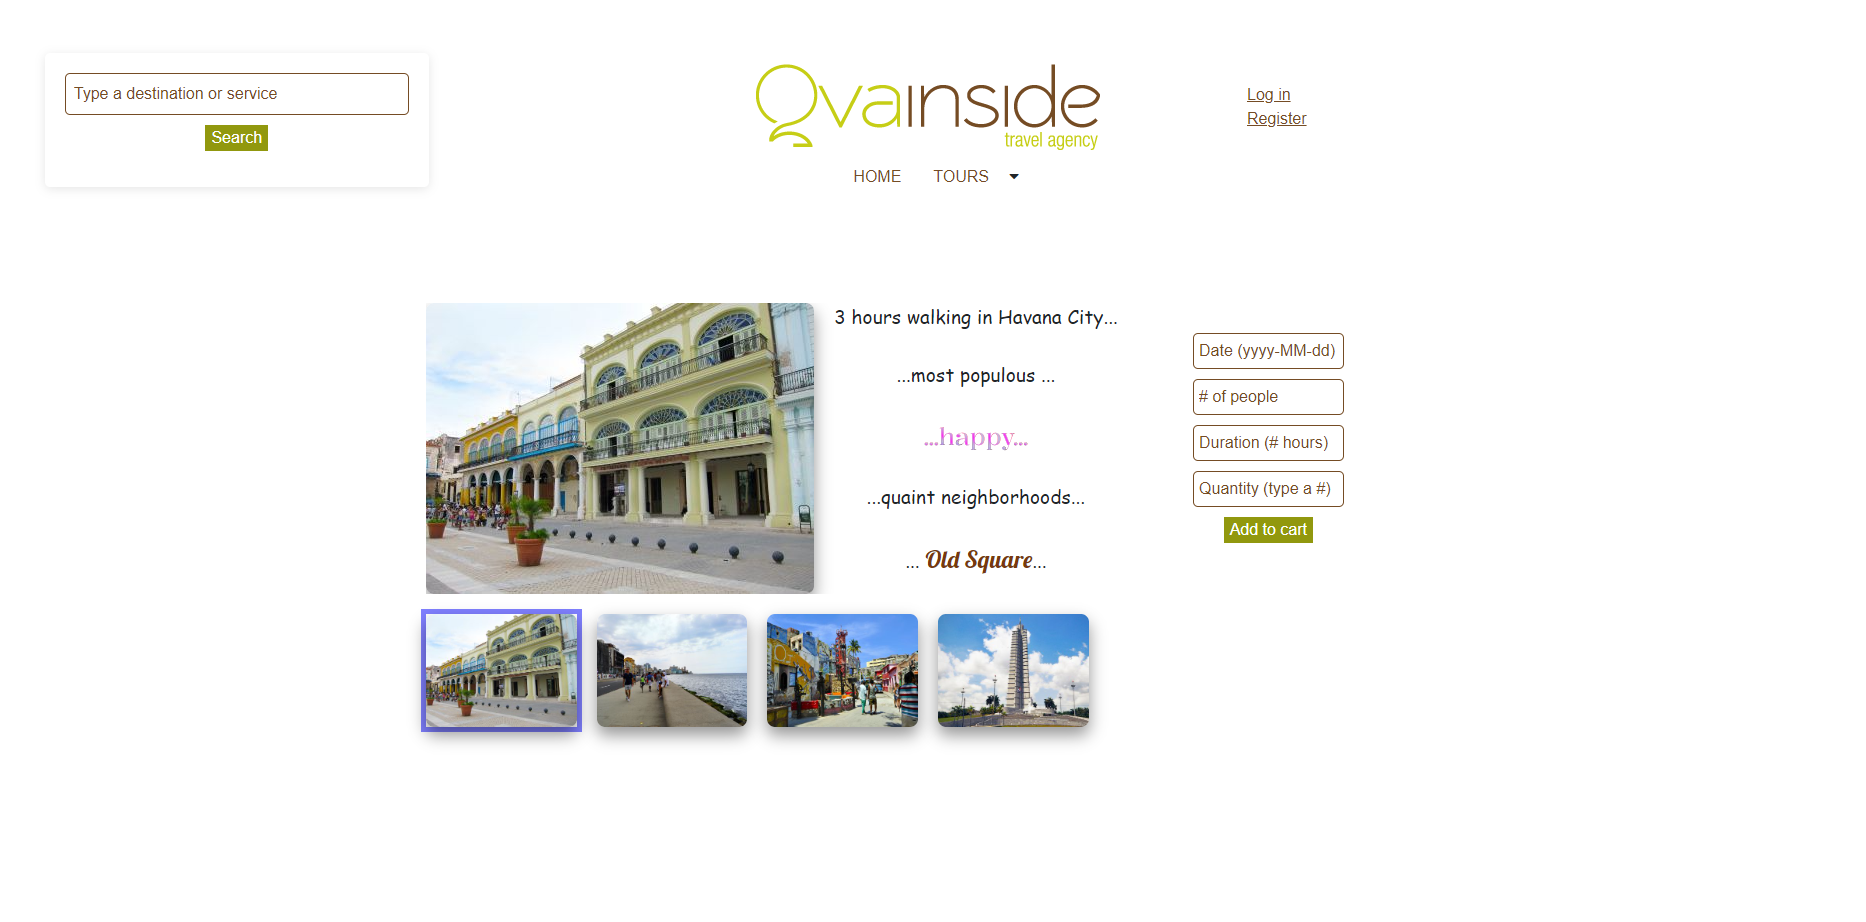 Type a destination or service
Search
Qvainside
travel agency
Log in
Register
HOME
TOURS
3 hours walking in Havana City...
...most populous ...
...happy...
...quaint neighborhoods...
... Old Square...
Date (yyyy-MM-dd)
# of people
Duration (# hours)
Quantity (type a #)
Add to cart